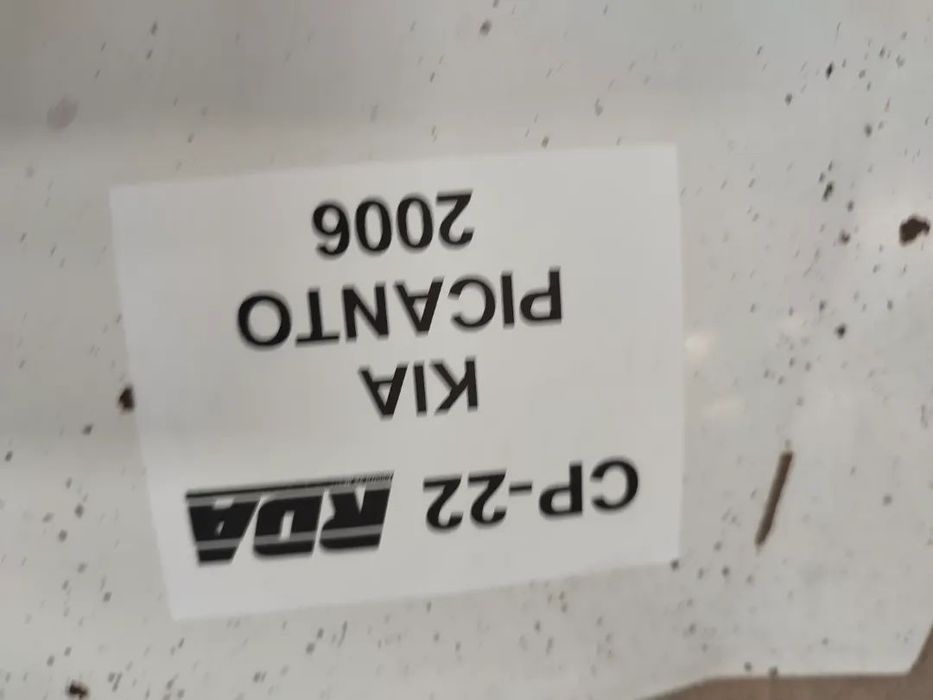 CP-22 RDA
KIA
PICANTO
2006